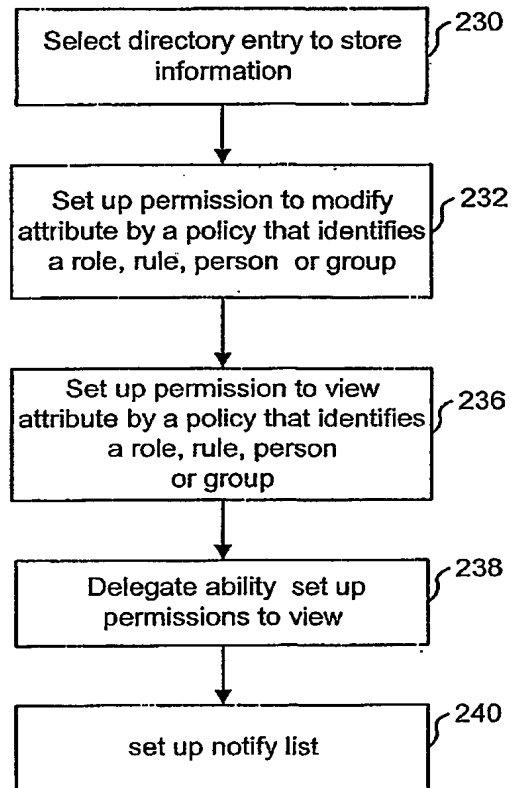 Select directory entry to store
information
230
Set up permission to modify
attribute by a policy that identifies
a role, rule, person or group
232
Set up permission to view
attribute by a policy that identifies
a role, rule, person
or group
236
Delegate ability set up
permissions to view
238
set up notify list
240